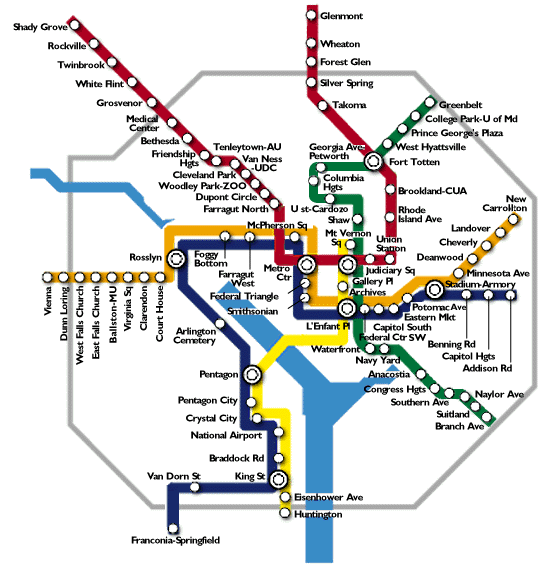 Glenmont
Shady Grove
Rockville
Wheaton
Twinbrook
Forest Glen
White Flint
Silver Spring
Grosvenor
Takoma
Greenbelt
Medical
Center
College Park-U of Md
Prince George's Plaza
Bethesda
Georgia Ave-
Petworth
West Hyattsville
Friendship
Hgts
Tenleytown-AU
Van Ness
-UDC
Fort Totten
Cleveland Park
Woodley Park-ZOO
Columbia
Hgts
Brookland-CUA
Dupont Circle
Farragut North
U st-Cardozo
Rhode
Island Ave
New
Carrollton
McPherson Sq
Shaw
Mt Vernon
Sq
Landover
Union
Station
Cheverly
Rosslyn
Foggy
Bottom
Farragut
West
Metro
Ctr
Judiciary Sq
Deanwood
Gallery Pl
Minnesota Ave
Archives
Stadium-Armory
Federal Triangle
Smithsonian
Potomac Ave
Vienna
Dunn Loring
West Falls Church
East Falls Church
Ballston-MU
Virginia Sq
Clarendon
Court House
L'Enfant Pl
Eastern Mkt
Capitol South
Federal Ctr SW
Arlington
Cemetery
Benning Rd
Capitol Hgts
Addison Rd
Waterfront
Navy Yard
Pentagon
Anacostia
Congress Hgts
Southern Ave
Naylor Ave
Suitland
Branch Ave
Pentagon City
Crystal City
National Airport
Braddock Rd
King St
Van Dorn St
Eisenhower Ave
Huntington
Franconia-Springfield